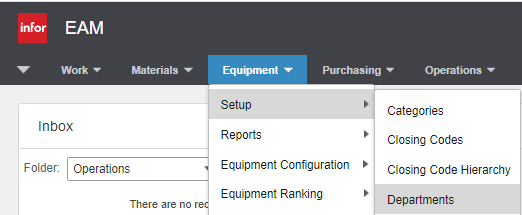 infor EAM
Work Materials Equipment Purchasing Operations
Setup
Reports
Equipment Configuration
Equipment Ranking
Categories
Closing Codes
Closing Code Hierarchy
Departments
Inbox
Folder: Operations
There are no rec